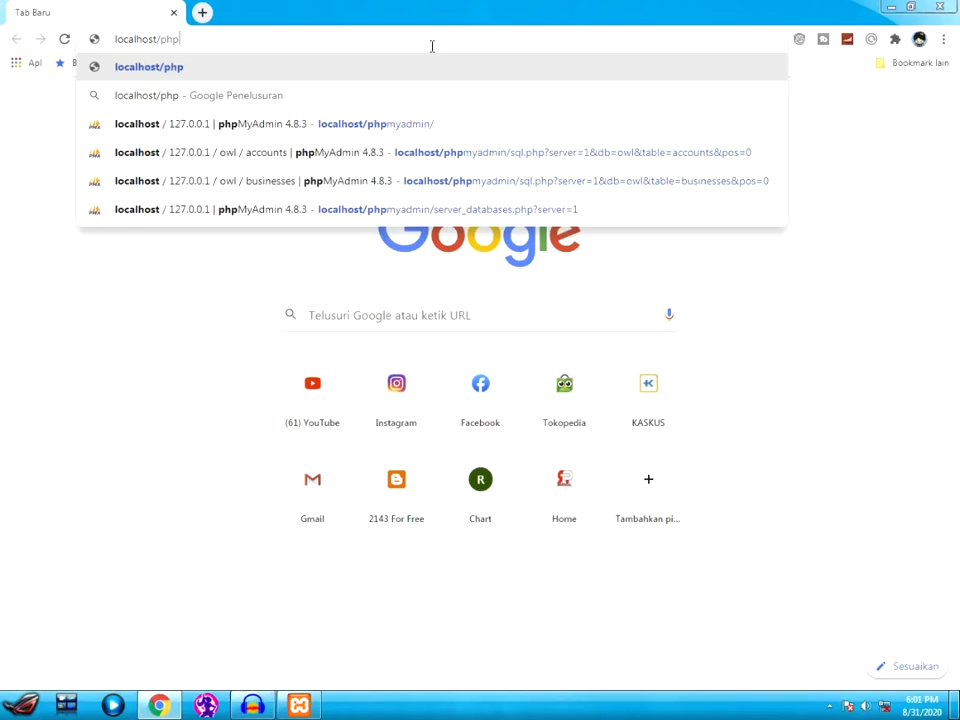 Tab Baru
localhost/php
Apl
B
Bookmark lain
localhost/php
localhost/php - Google Penelusuran
localhost / 127.0.0.1 | phpMyAdmin 4.8.3 - localhost/phpmyadmin/
localhost / 127.0.0.1 / owl / accounts | phpMyAdmin 4.8.3 - localhost/phpmyadmin/sql.php?server=1&db=owl&table=accounts&pos=0
localhost / 127.0.0.1 / owl / businesses | phpMyAdmin 4.8.3 - localhost/phpmyadmin/sql.php?server=1&db=owl&table=businesses&pos=0
localhost / 127.0.0.1 | phpMyAdmin 4.8.3 - localhost/phpmyadmin/server_databases.php?server=1
Google
Telusuri Google atau ketik URL
(61) YouTube
Instagram
Facebook
Tokopedia
KASKUS
R
Gmail
2143 For Free
Chart
Home
Tambahkan pi...
Sesuaikan
6:01 PM
8/31/2020